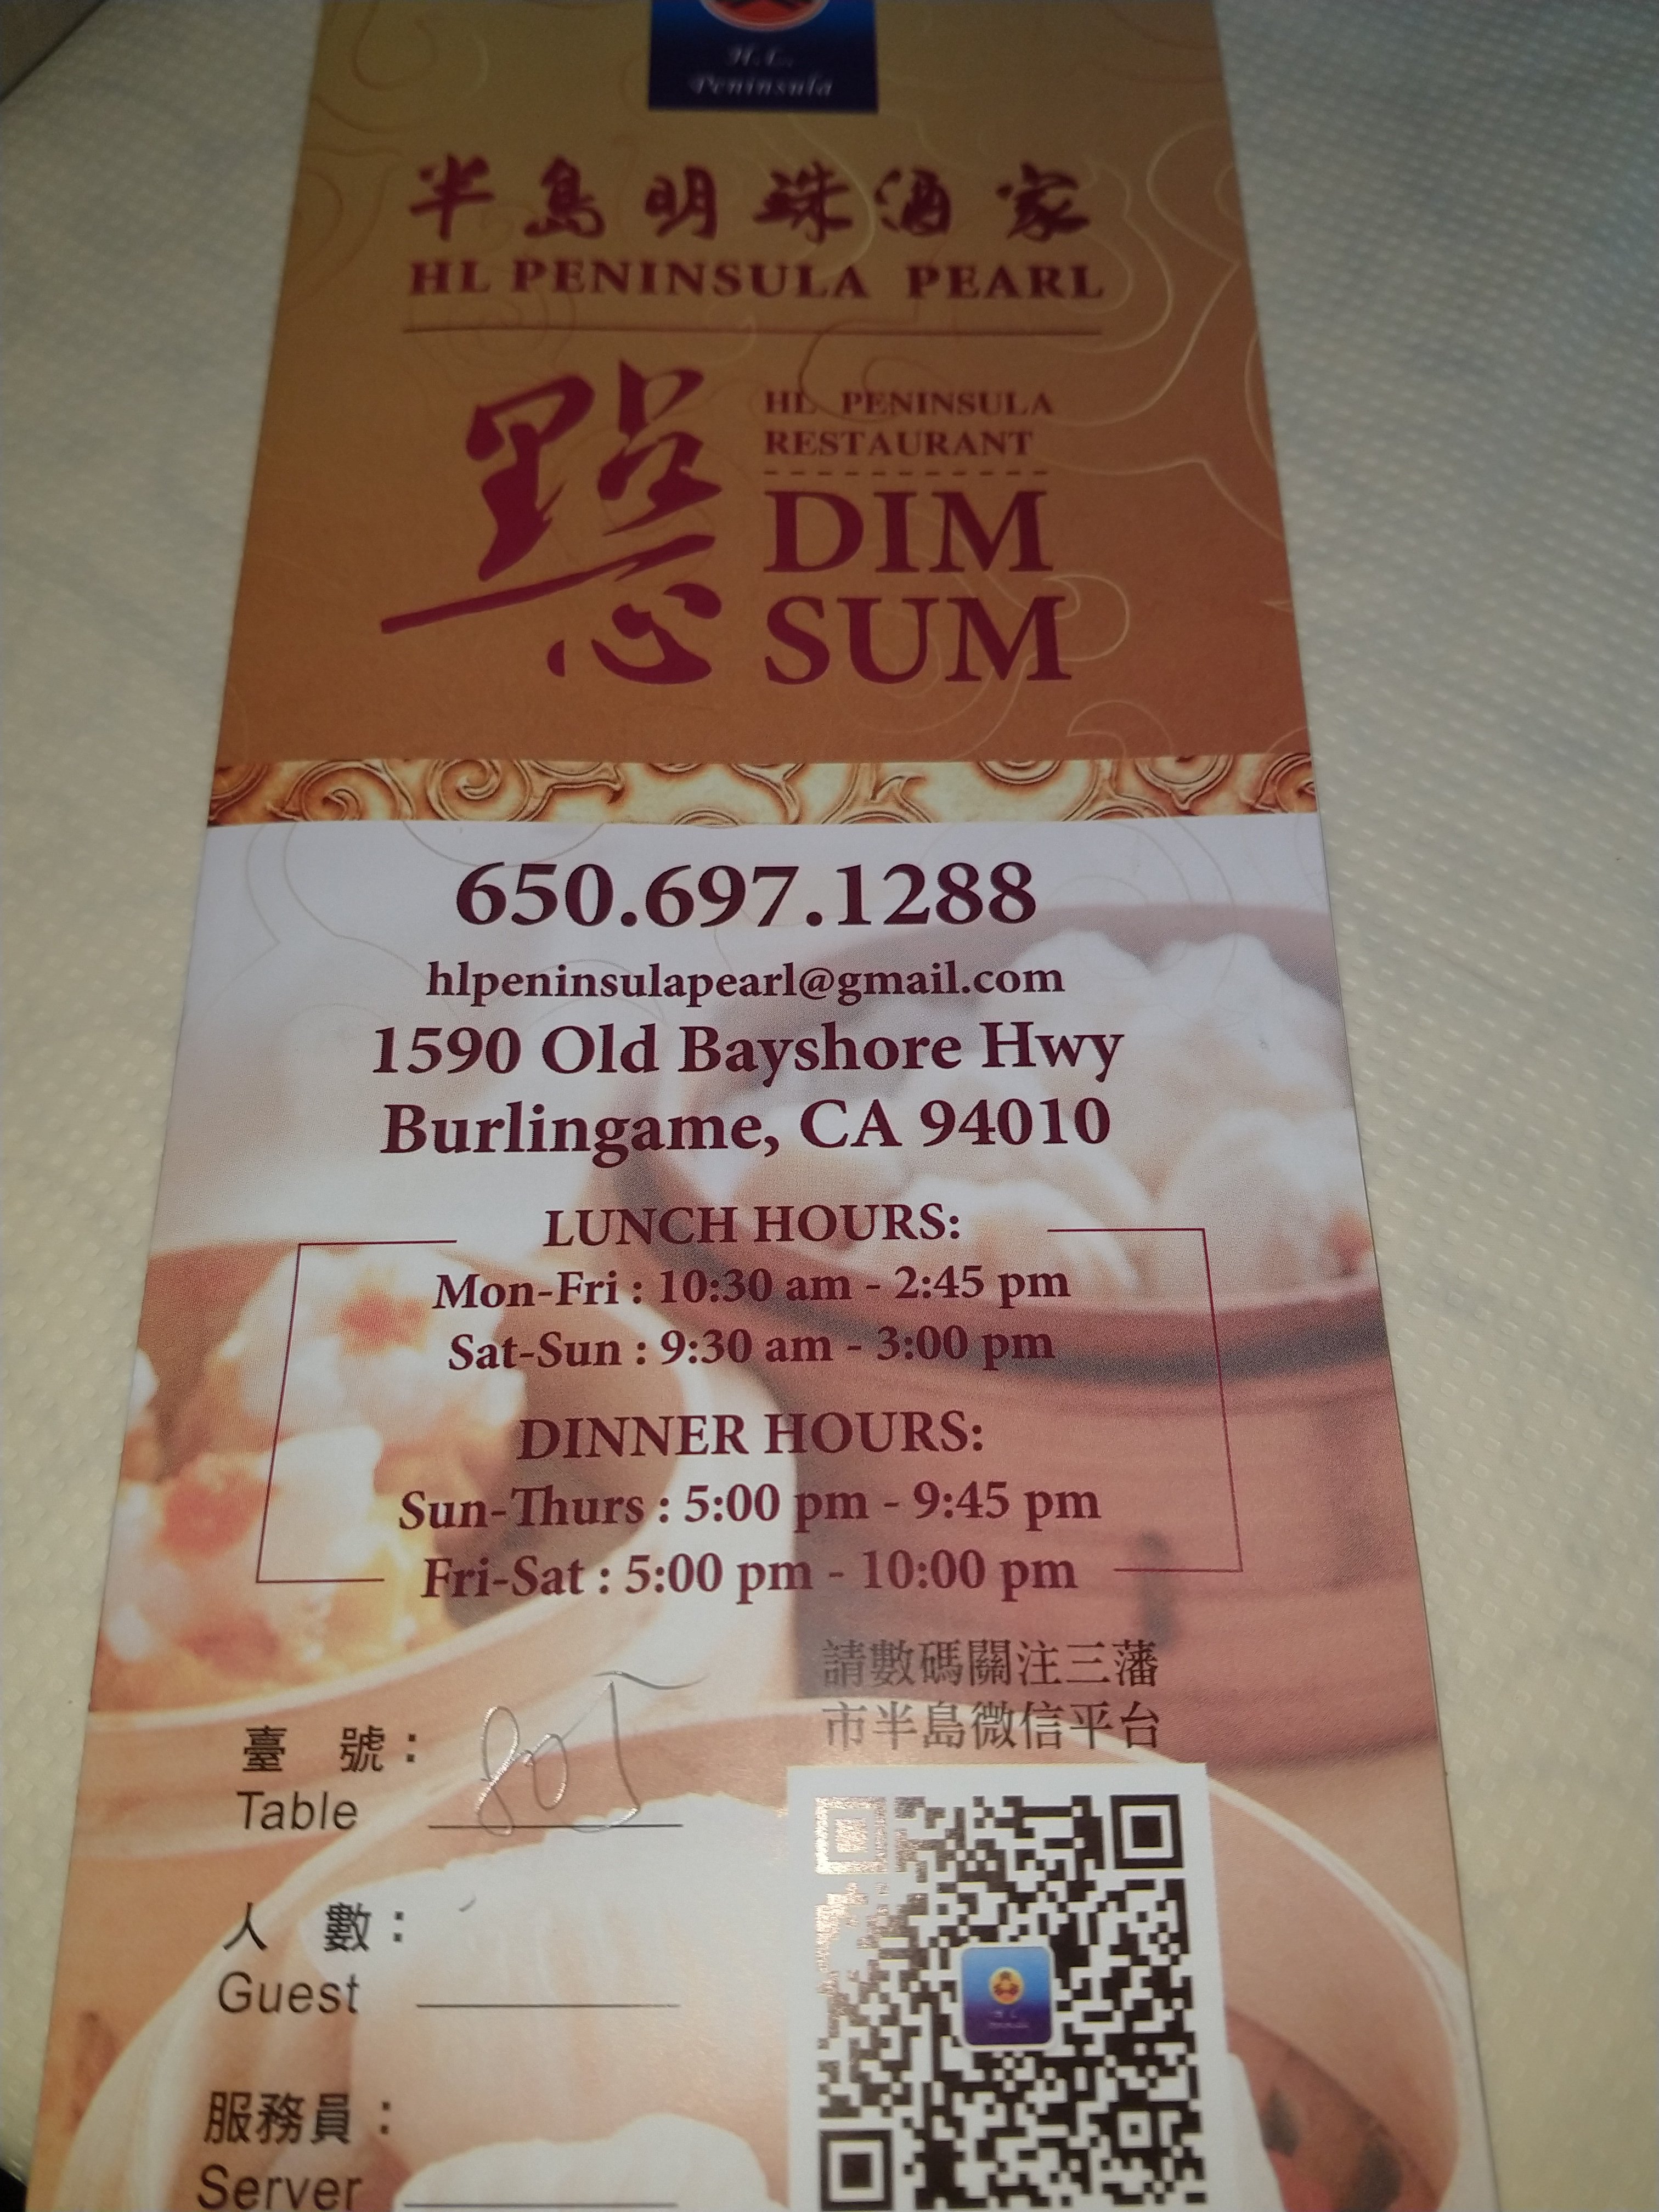 H.L.
Peninsula
半島明珠酒家
HL PENINSULA PEARL
點心
HL PENINSULA
RESTAURANT
DIM
SUM
650.697.1288
hlpeninsulapearl@gmail.com
1590 Old Bayshore Hwy
Burlingame, CA 94010
LUNCH HOURS:
Mon-Fri : 10:30 am - 2:45 pm
Sat-Sun : 9:30 am - 3:00 pm
DINNER HOURS:
Sun-Thurs : 5:00 pm - 9:45 pm
Fri-Sat : 5:00 pm - 10:00 pm
請數碼關注三藩
市半島微信平台
臺 號：
Table
人 數：
Guest
服務員：
Server